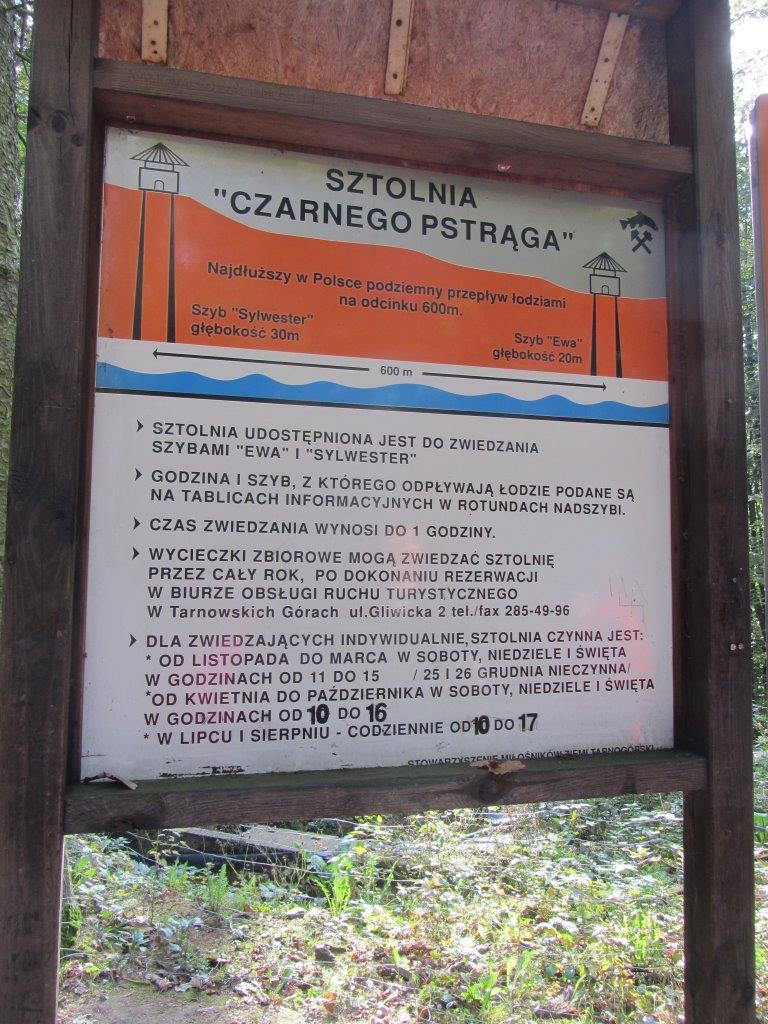 SZTOLNIA
"CZARNEGO PSTRĄGA"
Najdłuższy w Polsce podziemny przepływ łodziami
na odcinku 600m.
Szyb "Sylwester"
głębokość 30m
Szyb "Ewa"
głębokość 20m
600 m
SZTOLNIA UDOSTĘPNIONA JEST DO ZWIEDZANIA
SZYBAMI "EWA" I "SYLWESTER"
GODZINA I SZYB, Z KTÓREGO ODPŁYWAJĄ ŁODZIE PODANE SĄ
NA TABLICACH INFORMACYJNYCH W ROTUNDACH NADSZYBI.
CZAS ZWIEDZANIA WYNOSI DO 1 GODZINY.
WYCIECZKI ZBIOROWE MOGĄ ZWIEDZAĆ SZTOLNIĘ
PRZEZ CAŁY ROK, PO DOKONANIU REZERWACJI
W BIURZE OBSŁUGI RUCHU TURYSTYCZNEGO
W Tarnowskich Górach ul.Gliwicka 2 tel./fax 285-49-96
DLA ZWIEDZAJĄCYCH INDYWIDUALNIE, SZTOLNIA CZYNNA JEST:
* OD LISTOPADA DO MARCA W SOBOTY, NIEDZIELE I ŚWIĘTA
W GODZINACH OD 11 DO 15 / 25 I 26 GRUDNIA NIECZYNNA/
*OD KWIETNIA DO PAŹDZIERNIKA W SOBOTY, NIEDZIELE I ŚWIĘTA
W GODZINACH OD 10 DO 16
* W LIPCU I SIERPNIU - CODZIENNIE OD 10 DO 17
STOWARZYSZENIE MIŁOŚNIKÓW ZIEMI TARNOGÓRSKIEJ